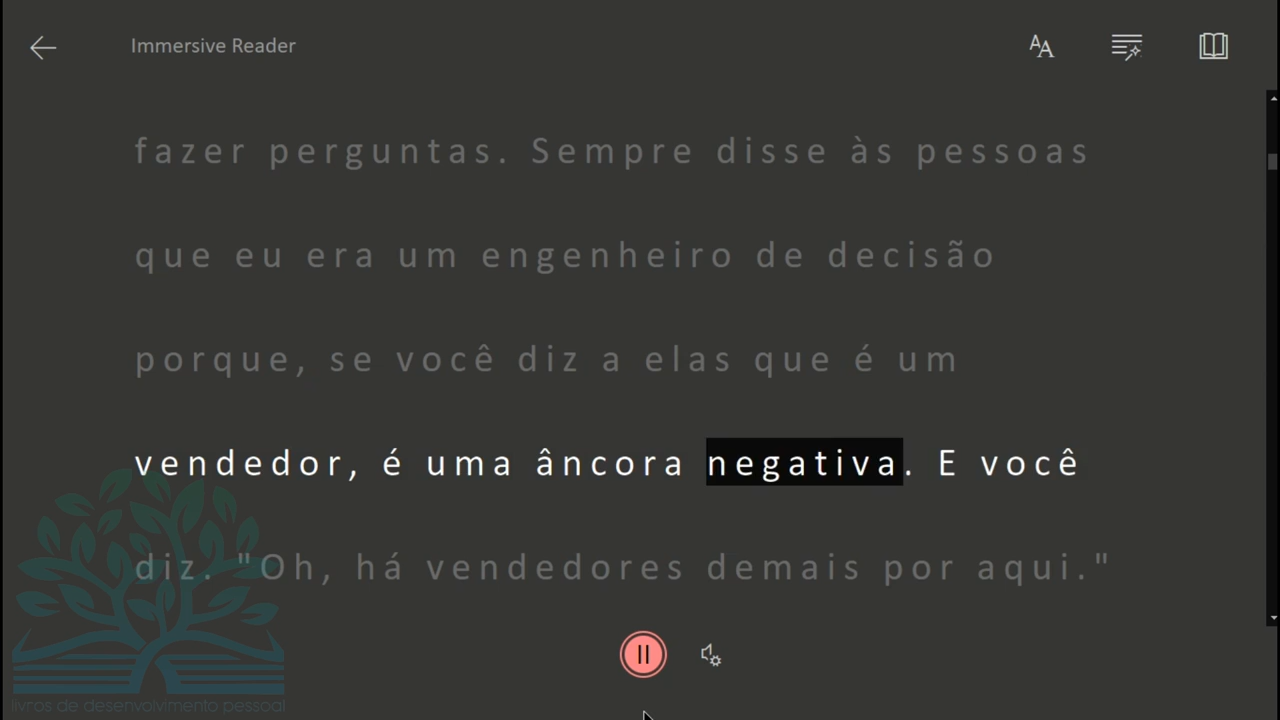 Immersive Reader
fazer perguntas. Sempre disse às pessoas
que eu era um engenheiro de decisão
porque, se você diz a elas que é um
vendedor, é uma âncora negativa. E você
diz. "Oh, há vendedores demais por aqui."
livros de desenvolvimento pessoal